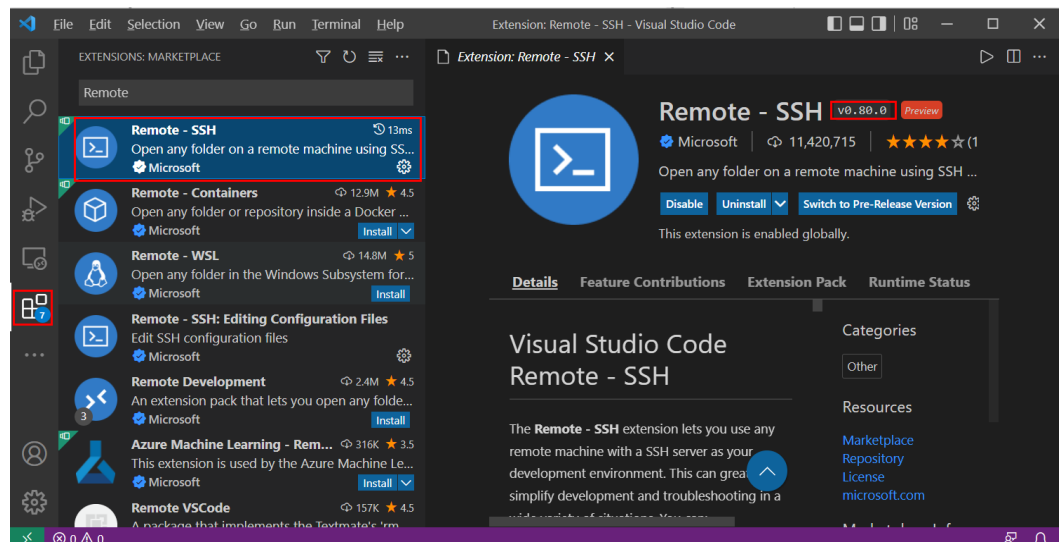 File Edit Selection View Go Run Terminal Help
Extension: Remote - SSH - Visual Studio Code
EXTENSIONS: MARKETPLACE
Remote
Remote - SSH 13ms
Open any folder on a remote machine using SS...
Microsoft
Remote - Containers 12.9M ★ 4.5
Open any folder or repository inside a Docker ...
Microsoft Install
Remote - WSL 14.8M ★ 5
Open any folder in the Windows Subsystem for...
Microsoft Install
Remote - SSH: Editing Configuration Files
Edit SSH configuration files
Microsoft
Remote Development 2.4M ★ 4.5
An extension pack that lets you open any folde...
3 Microsoft Install
Azure Machine Learning - Rem... 316K ★ 3.5
This extension is used by the Azure Machine Le...
Microsoft Install
Remote VSCode 157K ★ 4.5
A package that implements the Textmate's 'rm...
7
0 0
Extension: Remote - SSH
Remote - SSH v0.80.0 Preview
Microsoft 11,420,715 ★★★★☆(1
Open any folder on a remote machine using SSH ...
Disable Uninstall Switch to Pre-Release Version
This extension is enabled globally.
Details Feature Contributions Extension Pack Runtime Status
Visual Studio Code
Remote - SSH
The Remote - SSH extension lets you use any
remote machine with a SSH server as your
development environment. This can grea
simplify development and troubleshooting in a
Categories
Other
Resources
Marketplace
Repository
License
microsoft.com